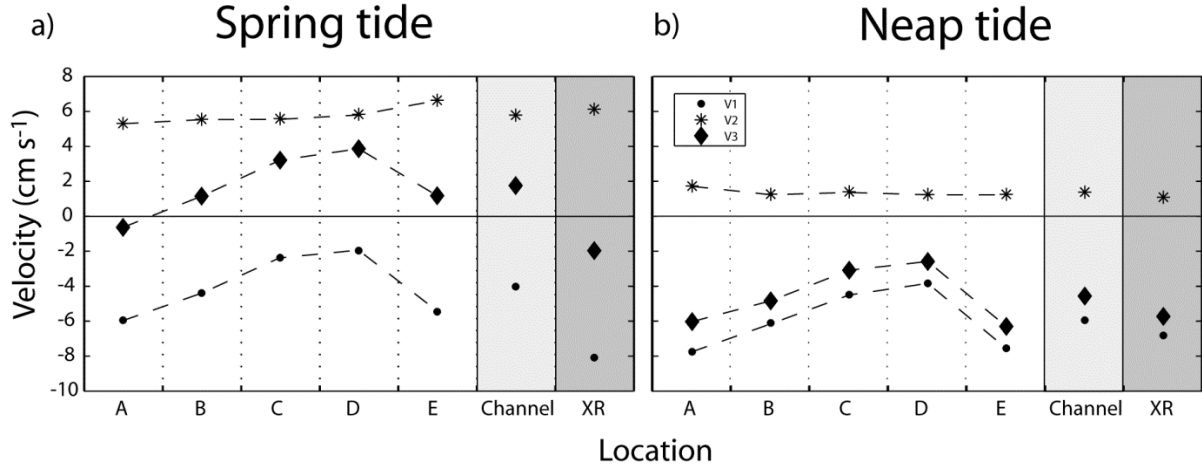 a) Spring tide
b) Neap tide
8
6
4
2
0
-2
-4
-6
-8
-10
Velocity (cm s⁻¹)
V1
V2
V3
A B C D E Channel XR
A B C D E Channel XR
Location